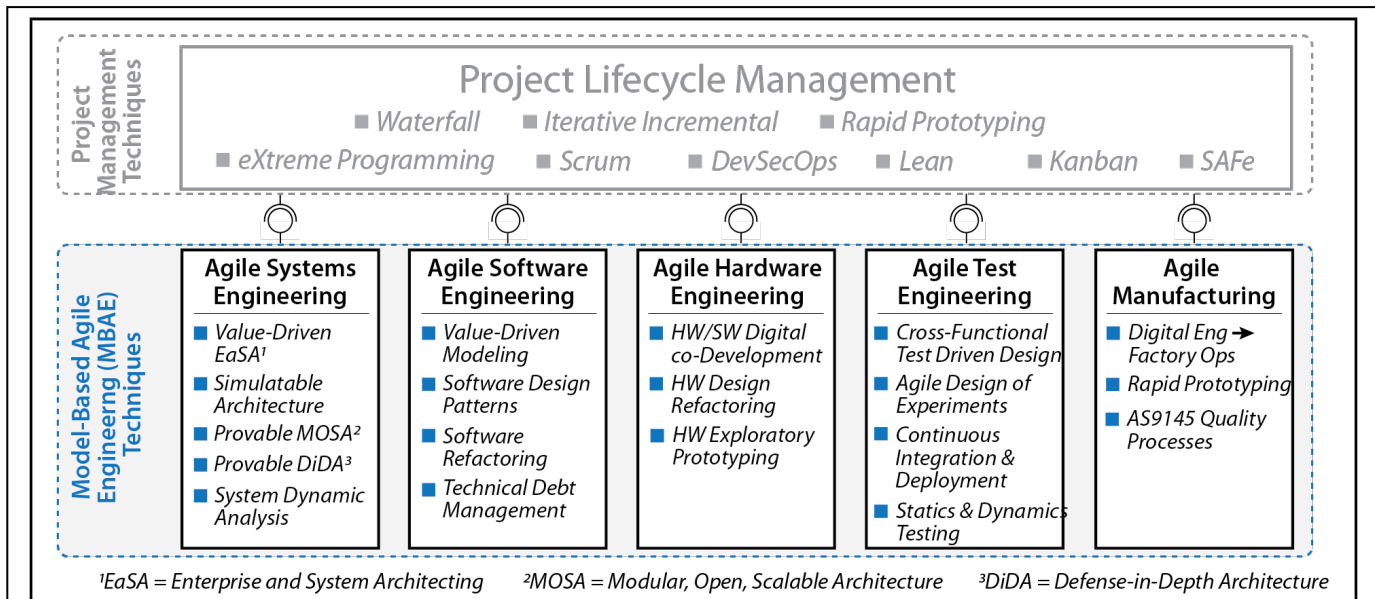 Project
Management
Techniques
Project Lifecycle Management
■ Waterfall ■ Iterative Incremental ■ Rapid Prototyping
■ eXtreme Programming ■ Scrum ■ DevSecOps ■ Lean ■ Kanban ■ SAFe
Model-Based Agile
Engineerng (MBAE)
Techniques
Agile Systems
Engineering
■ Value-Driven
EaSA¹
■ Simulatable
Architecture
■ Provable MOSA²
■ Provable DiDA³
■ System Dynamic
Analysis
Agile Software
Engineering
■ Value-Driven
Modeling
■ Software Design
Patterns
■ Software
Refactoring
■ Technical Debt
Management
Agile Hardware
Engineering
■ HW/SW Digital
co-Development
■ HW Design
Refactoring
■ HW Exploratory
Prototyping
Agile Test
Engineering
■ Cross-Functional
Test Driven Design
■ Agile Design of
Experiments
■ Continuous
Integration &
Deployment
■ Statics & Dynamics
Testing
Agile
Manufacturing
■ Digital Eng →
Factory Ops
■ Rapid Prototyping
■ AS9145 Quality
Processes
¹EaSA = Enterprise and System Architecting ²MOSA = Modular, Open, Scalable Architecture ³DiDA = Defense-in-Depth Architecture